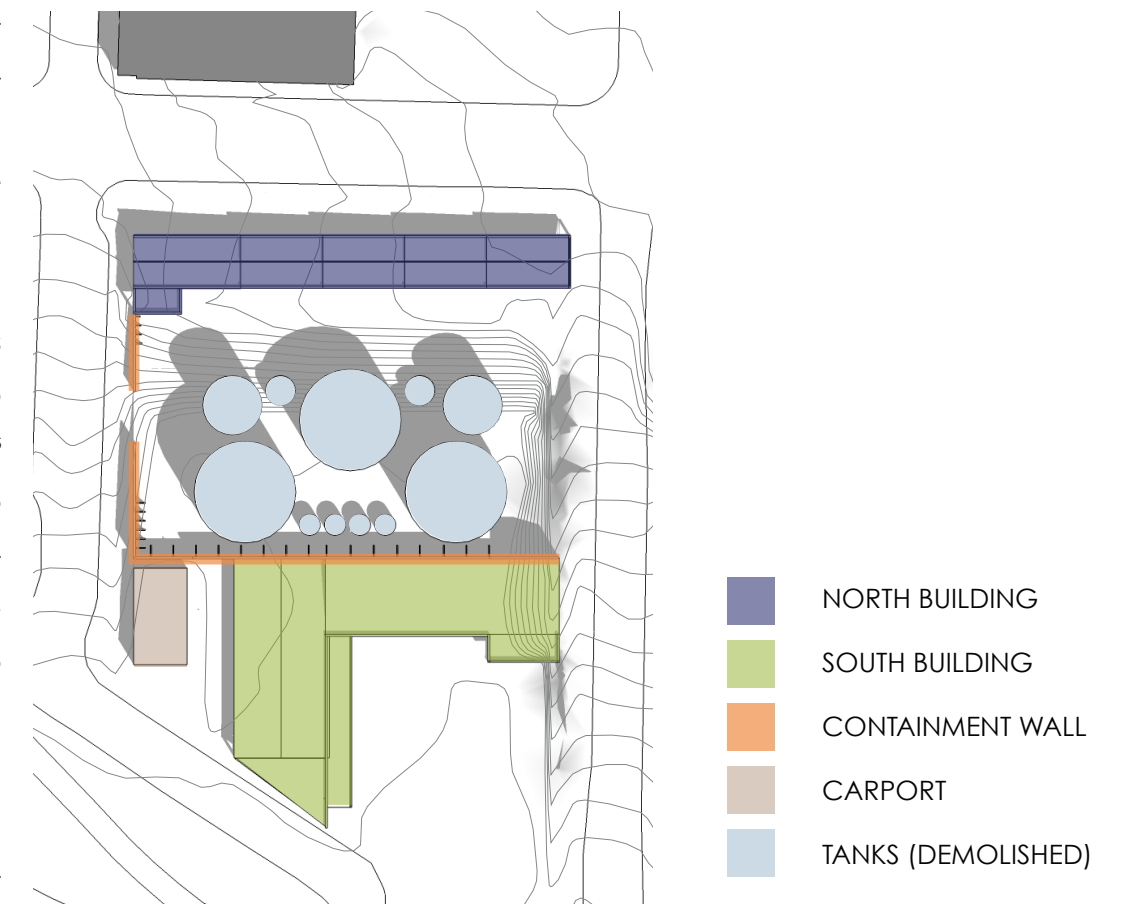 NORTH BUILDING
SOUTH BUILDING
CONTAINMENT WALL
CARPORT
TANKS (DEMOLISHED)